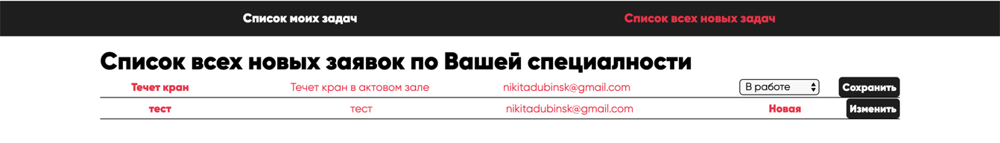 Список моих задач Список всех новых задач
Список всех новых заявок по Вашей специалности
Течет кран Течет кран в актовом зале nikitadubinsk@gmail.com В работе Сохранить
тест тест nikitadubinsk@gmail.com Новая Изменить